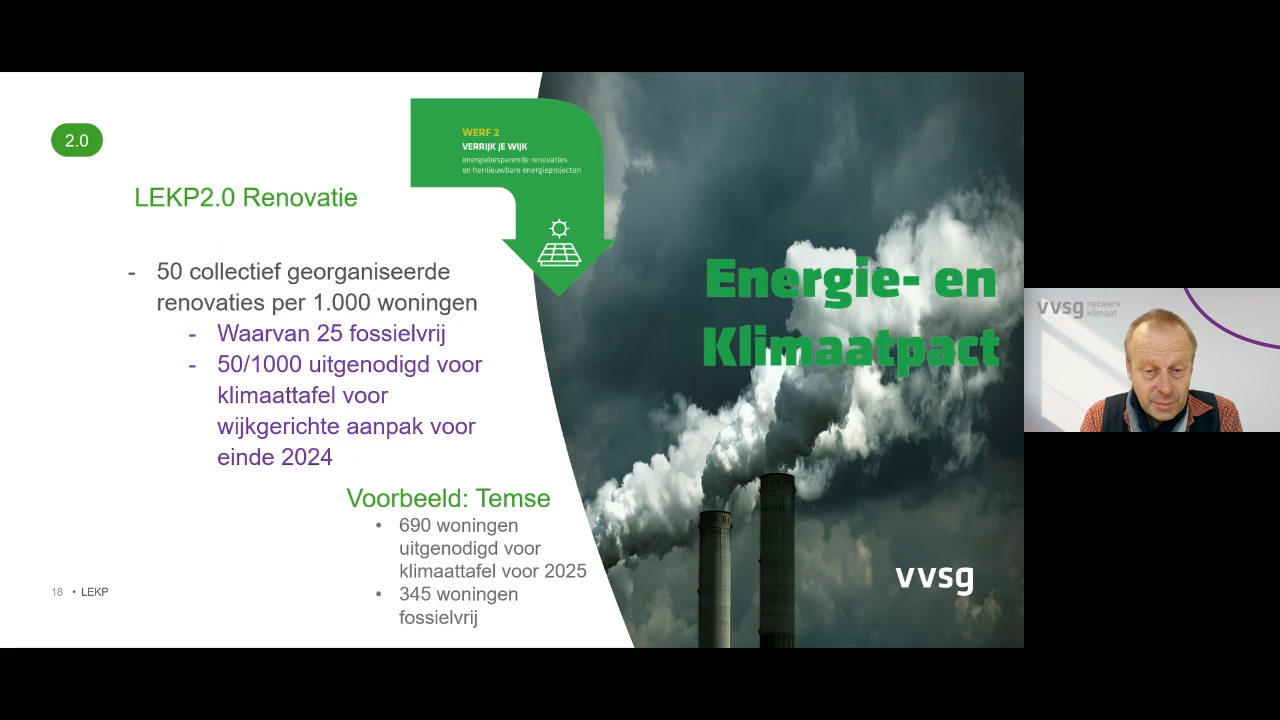 2.0
WERF 2
VERRIJK JE WIJK
energiebesparende renovaties
en hernieuwbare energieprojecten
LEKP2.0 Renovatie
- 50 collectief georganiseerde
renovaties per 1.000 woningen
- Waarvan 25 fossielvrij
- 50/1000 uitgenodigd voor
klimaattafel voor
wijkgerichte aanpak voor
einde 2024
Voorbeeld: Temse
• 690 woningen
uitgenodigd voor
klimaattafel voor 2025
• 345 woningen
fossielvrij
18 • LEKP
Energie- en
Klimaatpact
vvsg
vvsg netwerk
klimaat